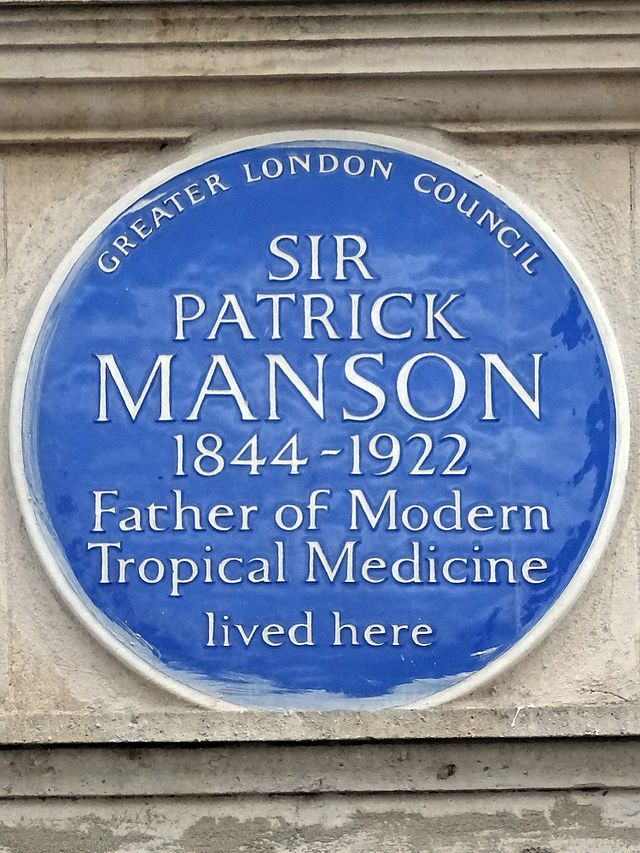 GREATER LONDON COUNCIL
SIR
PATRICK
MANSON
1844-1922
Father of Modern
Tropical Medicine
lived here